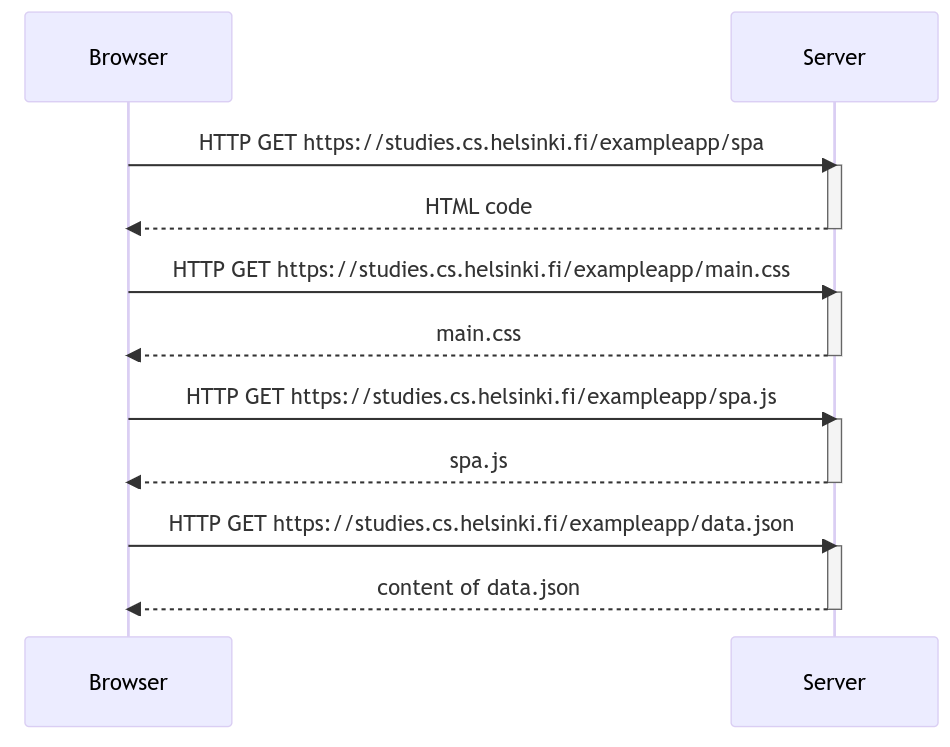 Browser
Server
HTTP GET https://studies.cs.helsinki.fi/exampleapp/spa
HTML code
HTTP GET https://studies.cs.helsinki.fi/exampleapp/main.css
main.css
HTTP GET https://studies.cs.helsinki.fi/exampleapp/spa.js
spa.js
HTTP GET https://studies.cs.helsinki.fi/exampleapp/data.json
content of data.json
Browser
Server